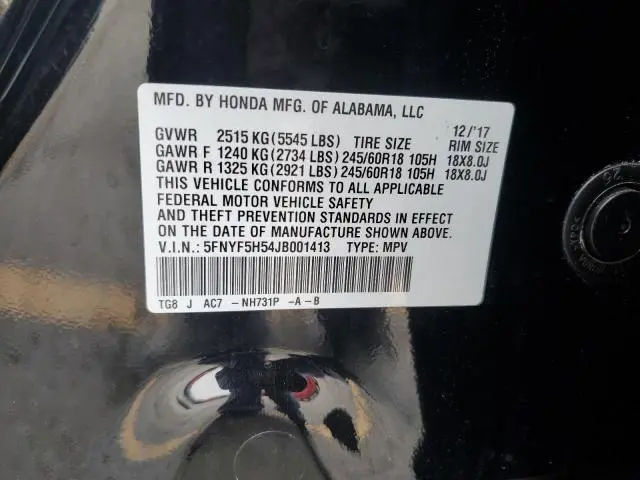 MFD. BY HONDA MFG. OF ALABAMA, LLC
12/'17
GVWR 2515 KG(5545 LBS) TIRE SIZE RIM SIZE
GAWR F 1240 KG(2734 LBS)245/60R18 105H 18X8.0J
GAWR R 1325 KG(2921 LBS)245/60R18 105H 18X8.0J
THIS VEHICLE CONFORMS TO ALL APPLICABLE
FEDERAL MOTOR VEHICLE SAFETY
AND THEFT PREVENTION STANDARDS IN EFFECT
ON THE DATE OF MANUFACTURE SHOWN ABOVE.
V.I.N.: 5FNYF5H54JB001413 TYPE: MPV
TG8 J AC7 -NH731P -A-B